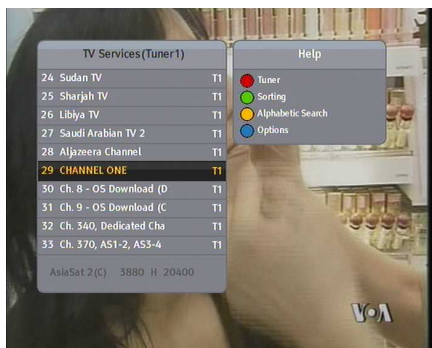 TV Services(Tuner1)
24 Sudan TV T1
25 Sharjah TV T1
26 Libiya TV T1
27 Saudi Arabian TV 2 T1
28 Aljazeera Channel T1
29 CHANNEL ONE T1
30 Ch. 8 - OS Download (D T1
31 Ch. 9 - OS Download (C T1
32 Ch. 340, Dedicated Cha T1
33 Ch. 370, AS1-2, AS3-4 T1
AsiaSat 2(C) 3880 H 20400
Help
Tuner
Sorting
Alphabetic Search
Options
VOA